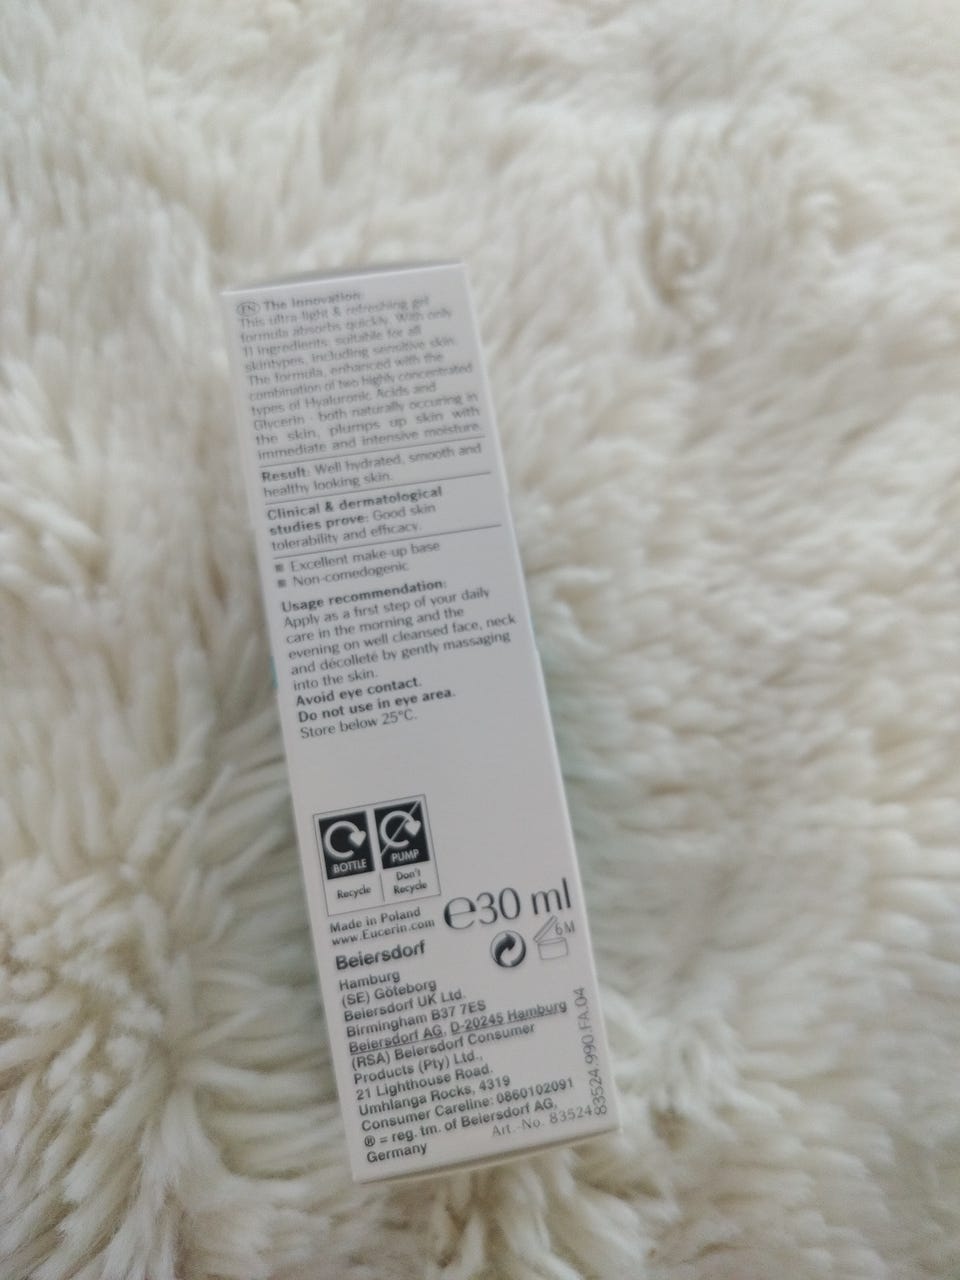 EN The Innovation:
This ultra-light & refreshing gel
formula absorbs quickly. With only
11 ingredients; suitable for all
skintypes, including sensitive skin.
The formula, enhanced with the
combination of two highly concentrated
types of Hyaluronic Acids and
Glycerin - both naturally occuring in
the skin, plumps up skin with
immediate and intensive moisture.
Result: Well hydrated, smooth and
healthy looking skin.
Clinical & dermatological
studies prove: Good skin
tolerability and efficacy.
Excellent make-up base
Non-comedogenic
Usage recommendation:
Apply as a first step of your daily
care in the morning and the
evening on well cleansed face, neck
and décolleté by gently massaging
into the skin.
Avoid eye contact.
Do not use in eye area.
Store below 25°C.
BOTTLE
PUMP
Recycle
Don't
Recycle
Made in Poland
www.Eucerin.com
℮30 ml
6M
Beiersdorf
Hamburg
(SE) Göteborg
Beiersdorf UK Ltd.
Birmingham B37 7ES
Beiersdorf AG, D-20245 Hamburg
(RSA) Beiersdorf Consumer
Products (Pty) Ltd.,
21 Lighthouse Road,
Umhlanga Rocks, 4319
Consumer Careline: 0860102091
® = reg. tm. of Beiersdorf AG,
Germany
Art.-No. 83524
83524.990.FA.04